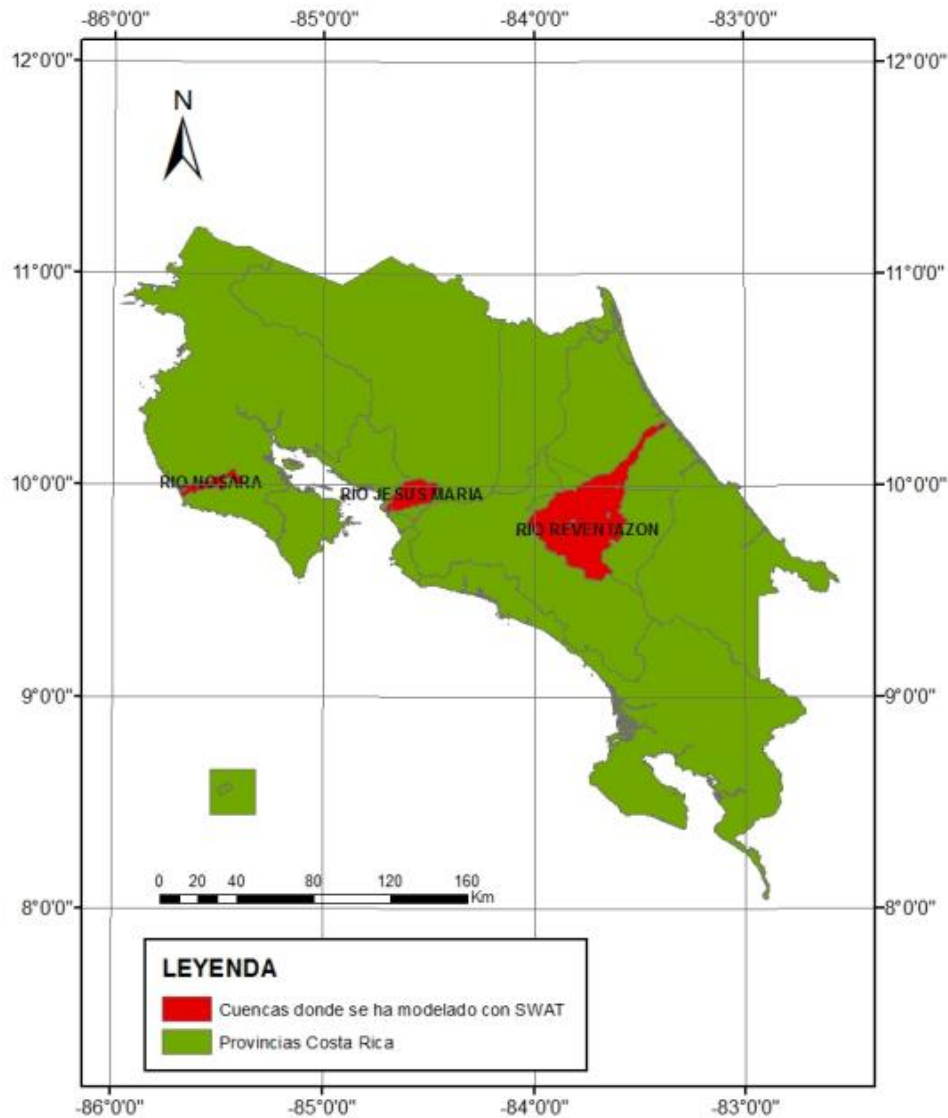 -86°0'0" -85°0'0" -84°0'0" -83°0'0"
12°0'0" 12°0'0"
N
11°0'0" 11°0'0"
10°0'0" 10°0'0"
RIO NOSARA
RIO JESUS MARIA
RIO REVENTAZON
9°0'0" 9°0'0"
0 20 40 80 120 160
Km
8°0'0" 8°0'0"
LEYENDA
Cuencas donde se ha modelado con SWAT
Provincias Costa Rica
-86°0'0" -85°0'0" -84°0'0" -83°0'0"